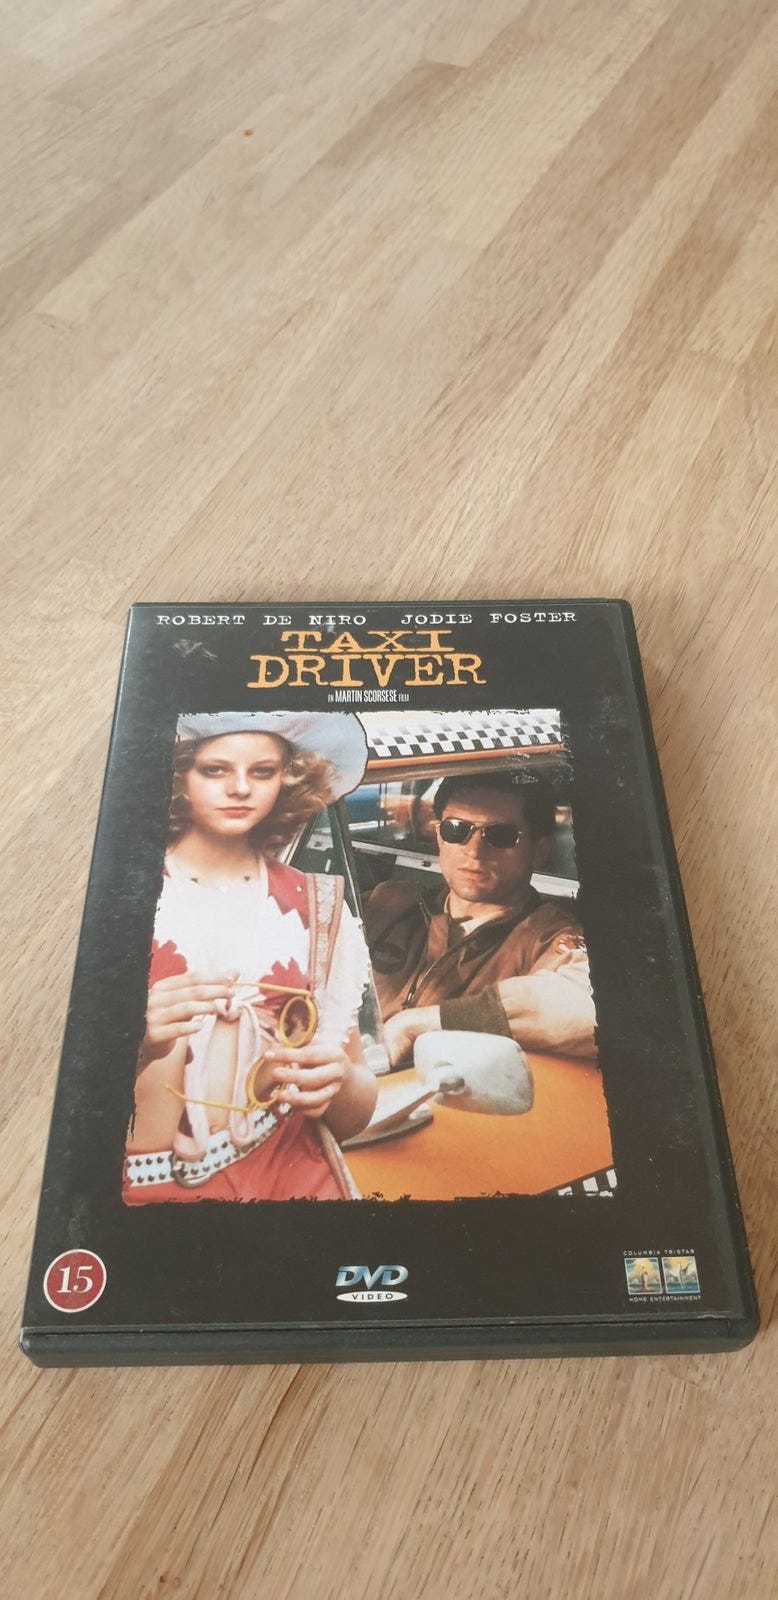 ROBERT DE NIRO JODIE FOSTER
TAXI
DRIVER
EN MARTIN SCORSESE FILM
15
DVD
VIDEO
COLUMBIA TRISTAR
HOME ENTERTAINMENT